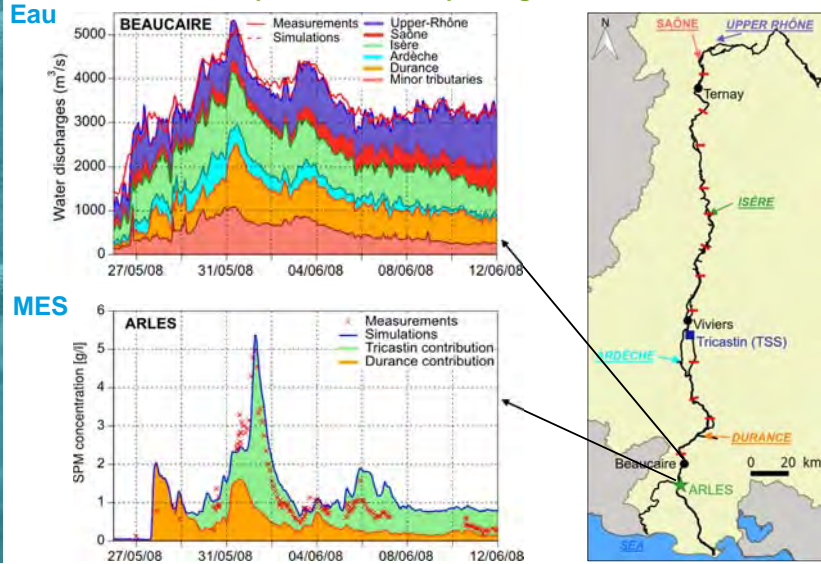 Eau
BEAUCAIRE
Measurements
Simulations
Upper-Rhône
Saône
Isère
Ardèche
Durance
Minor tributaries
Water discharges (m³/s)
5000
4000
3000
2000
1000
0
27/05/08 31/05/08 04/06/08 08/06/08 12/06/08
MES
ARLES
Measurements
Simulations
Tricastin contribution
Durance contribution
SPM concentration [g/l]
6
5
4
3
2
1
0
27/05/08 31/05/08 04/06/08 08/06/08 12/06/08
SAÔNE
UPPER RHÔNE
N
Ternay
ISÈRE
Viviers
Tricastin (TSS)
ARDÈCHE
DURANCE
Beaucaire
0 20 km
ARLES
SEA